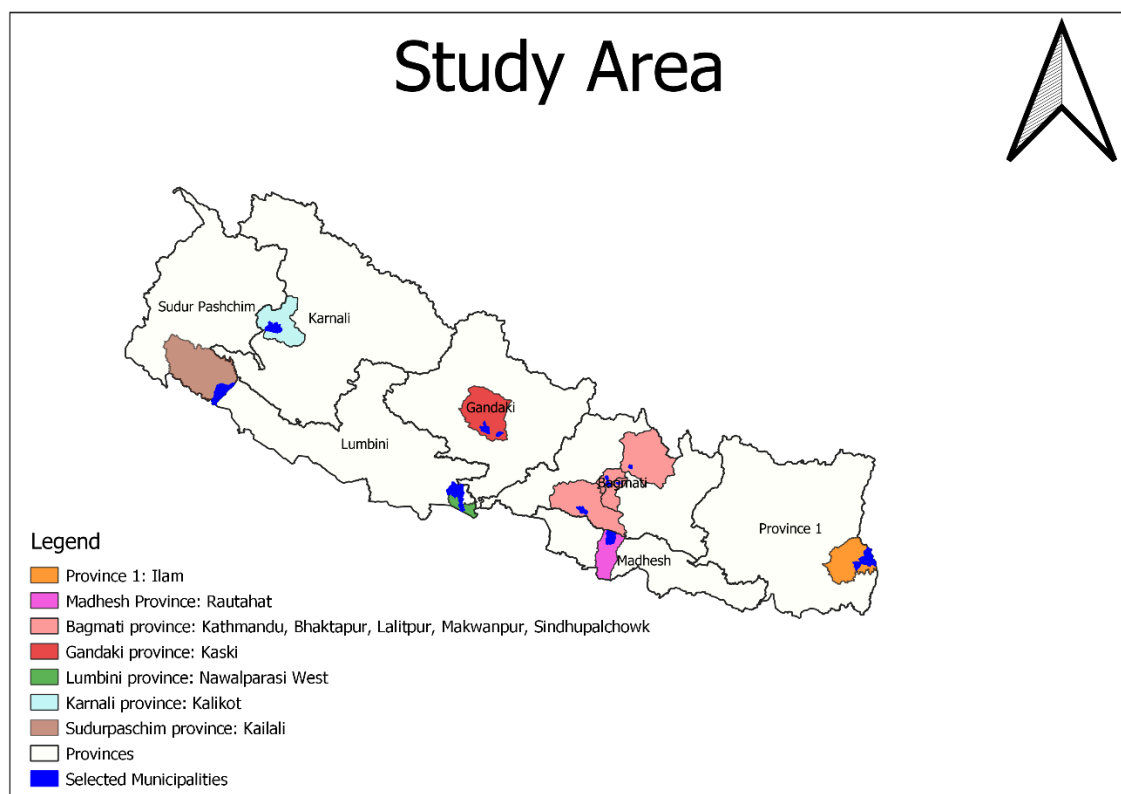 Study Area
Sudur Pashchim
Karnali
Gandaki
Lumbini
Bagmati
Province 1
Madhesh
Legend
Province 1: Ilam
Madhesh Province: Rautahat
Bagmati province: Kathmandu, Bhaktapur, Lalitpur, Makwanpur, Sindhupalchowk
Gandaki province: Kaski
Lumbini province: Nawalparasi West
Karnali province: Kalikot
Sudurpaschim province: Kailali
Provinces
Selected Municipalities